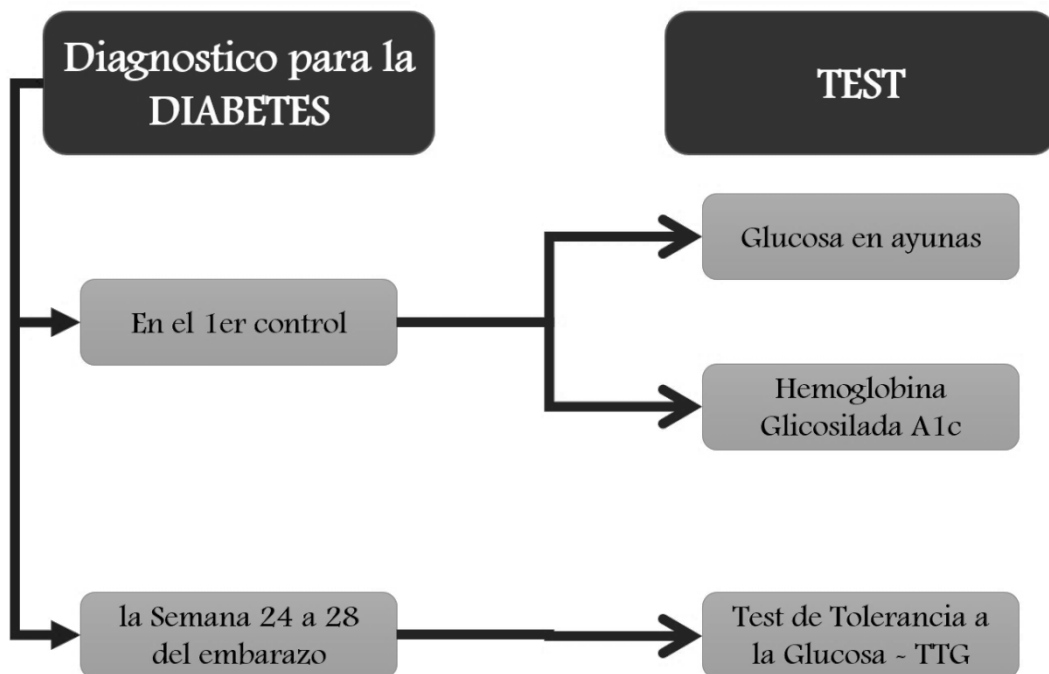 Diagnostico para la
DIABETES
TEST
Glucosa en ayunas
En el 1er control
Hemoglobina
Glicosilada A1c
la Semana 24 a 28
del embarazo
Test de Tolerancia a
la Glucosa - TTG